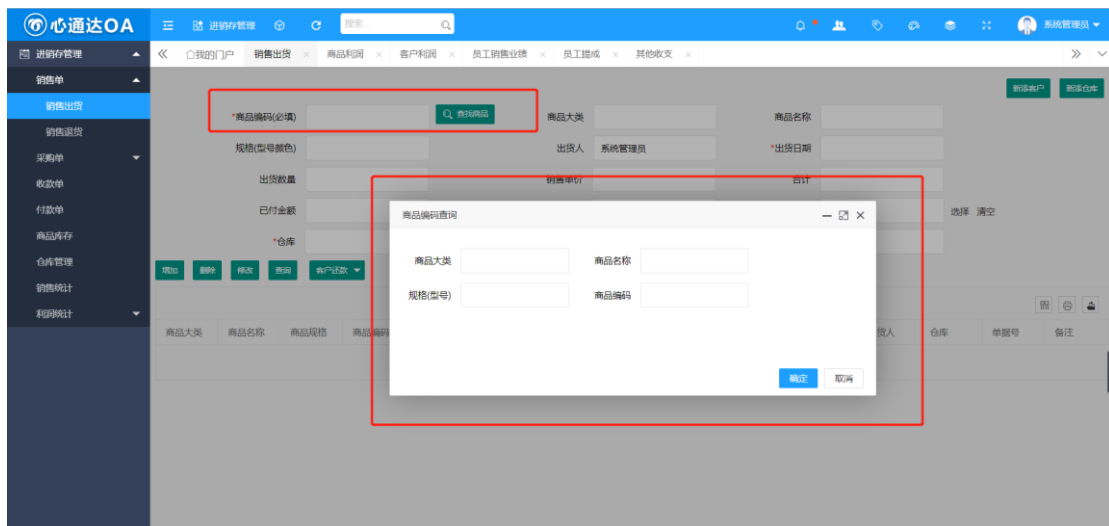 心通达OA
进销存管理
搜索...
系统管理员
进销存管理
我的门户
销售出货
商品利润
客户利润
员工销售业绩
员工提成
其他收支
销售单
销售出货
销售退货
采购单
收款单
付款单
商品库存
仓库管理
销售统计
利润统计
新添客户
新添仓库
*商品编码(必填)
查找商品
商品大类
商品名称
规格(型号颜色)
出货人
系统管理员
*出货日期
出货数量
销售单价
合计
已付金额
选择 清空
*仓库
增加
删除
修改
查询
客户还款
商品编码查询
商品大类
商品名称
规格(型号)
商品编码
确定
取消
商品大类
商品名称
商品规格
商品编码
货人
仓库
单据号
备注